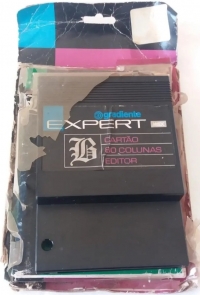 gradiente
EXPERT
B
CARTÃO
80 COLUNAS
EDITOR